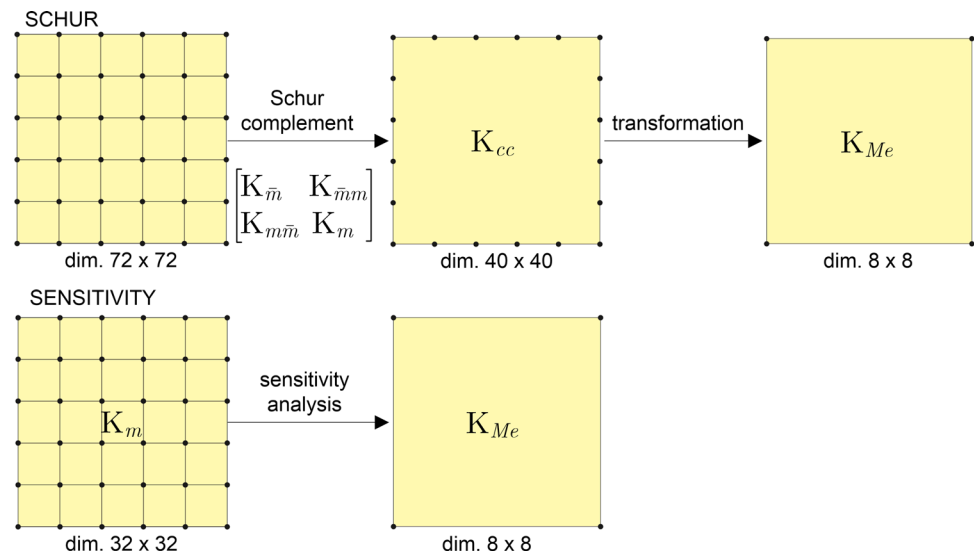 SCHUR
Schur
complement
[K_m̄ K_m̄m
K_mm̄ K_m]
dim. 72 x 72
K_cc
dim. 40 x 40
transformation
K_Me
dim. 8 x 8
SENSITIVITY
K_m
dim. 32 x 32
sensitivity
analysis
K_Me
dim. 8 x 8